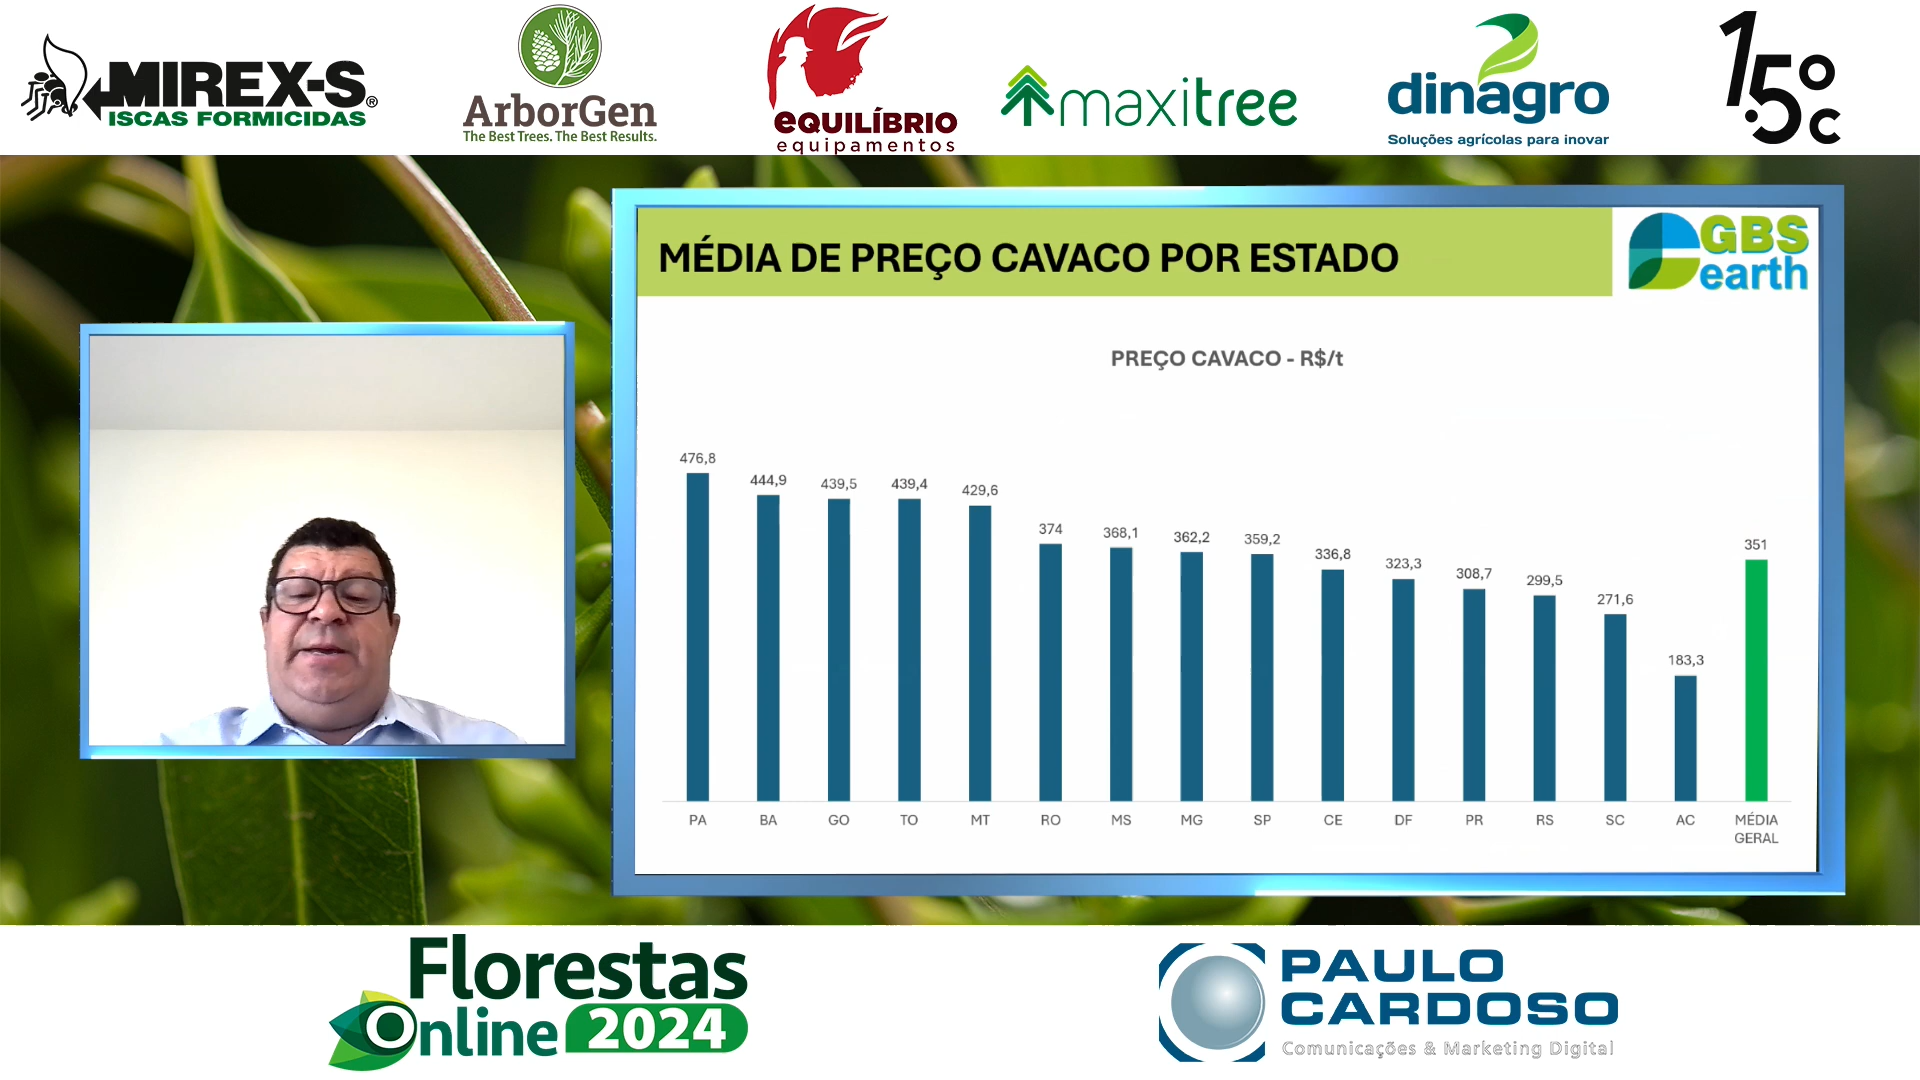 MIREX-S®
ISCAS FORMICIDAS
ArborGen
The Best Trees. The Best Results.
eQUILÍBRIO
equipamentos
maxitree
dinagro
Soluções agrícolas para inovar
1.5ºc
MÉDIA DE PREÇO CAVACO POR ESTADO
GBS
earth
PREÇO CAVACO - R$/t
476,8
444,9
439,5
439,4
429,6
374
368,1
362,2
359,2
336,8
323,3
308,7
299,5
271,6
183,3
351
PA BA GO TO MT RO MS MG SP CE DF PR RS SC AC MÉDIA
GERAL
Florestas
Online 2024
PAULO
CARDOSO
Comunicações & Marketing Digital